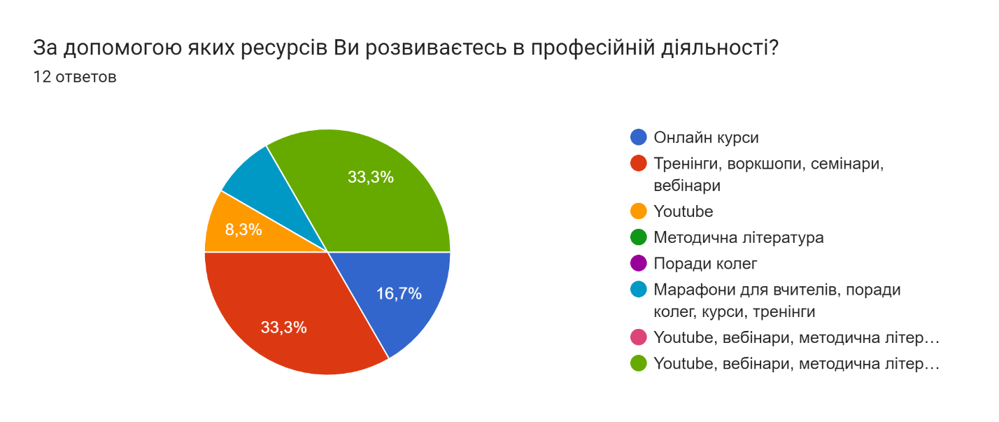 За допомогою яких ресурсів Ви розвиваєтесь в професійній діяльності?
12 ответов
33,3%
8,3%
16,7%
33,3%
Онлайн курси
Тренінги, воркшопи, семінари,
вебінари
Youtube
Методична література
Поради колег
Марафони для вчителів, поради
колег, курси, тренінги
Youtube, вебінари, методична літер…
Youtube, вебінари, методична літер…